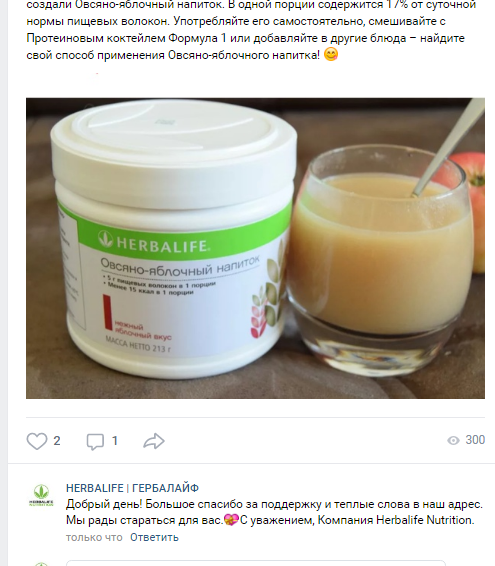 создали Овсяно-яблочный напиток. В одной порции содержится 17% от суточной
нормы пищевых волокон. Употребляйте его самостоятельно, смешивайте с
Протеиновым коктейлем Формула 1 или добавляйте в другие блюда – найдите
свой способ применения Овсяно-яблочного напитка! 😋
HERBALIFE.
Овсяно-яблочный напиток
• 5 г пищевых волокон в 1 порции
• Менее 15 ккал в 1 порции
нежный
яблочный вкус
МАССА НЕТТО 213 г
2 1 300
HERBALIFE | ГЕРБАЛАЙФ
Добрый день! Большое спасибо за поддержку и теплые слова в наш адрес.
Мы рады стараться для вас.💝С уважением, Компания Herbalife Nutrition.
только что Ответить